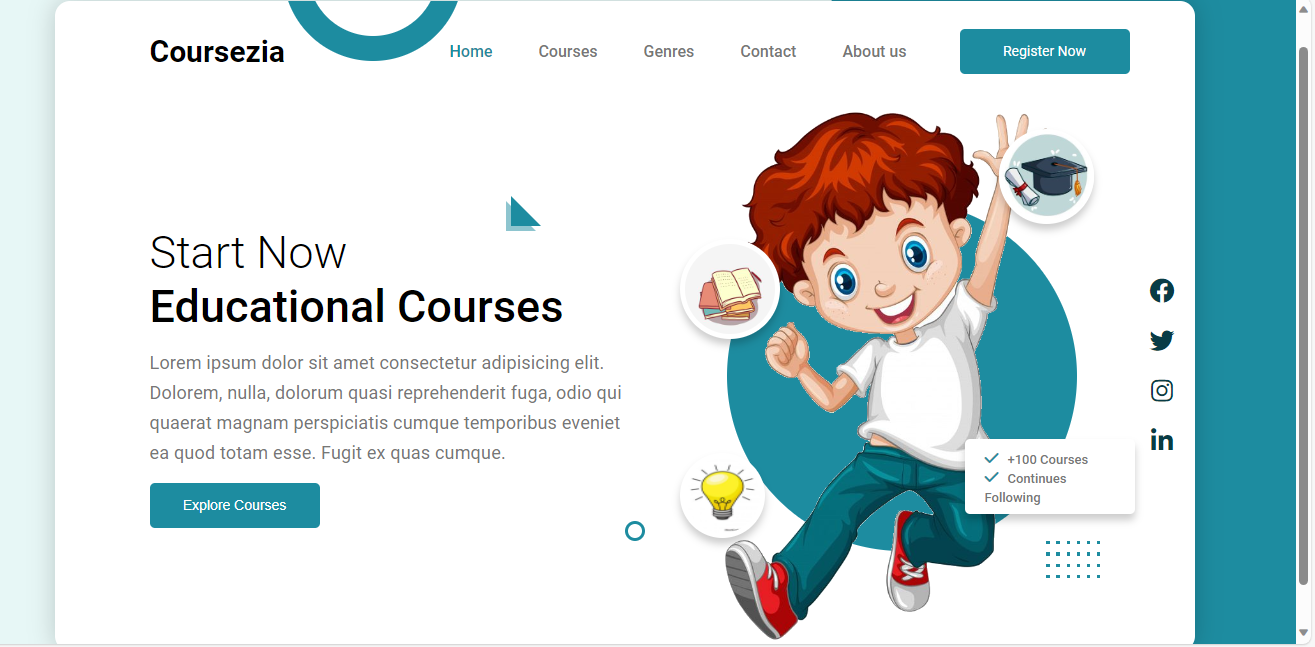 Coursezia
Home
Courses
Genres
Contact
About us
Register Now
Start Now
Educational Courses
Lorem ipsum dolor sit amet consectetur adipisicing elit.
Dolorem, nulla, dolorum quasi reprehenderit fuga, odio qui
quaerat magnam perspiciatis cumque temporibus eveniet
ea quod totam esse. Fugit ex quas cumque.
Explore Courses
+100 Courses
Continues
Following